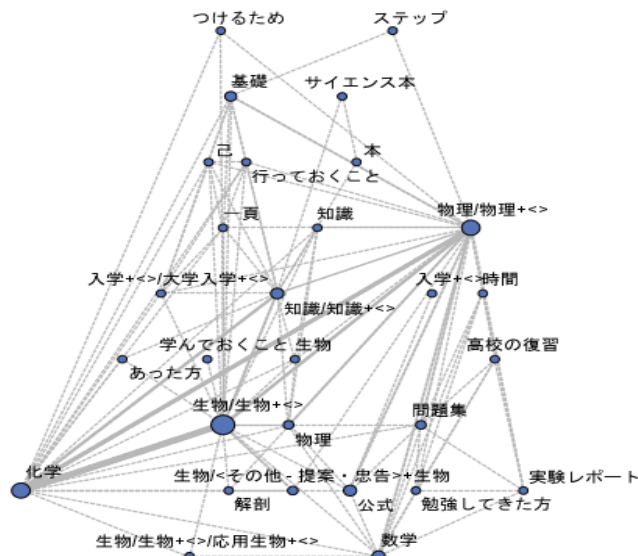 つけるため
ステップ
基礎
サイエンス本
己
行っておくこと
本
一頁
知識
物理/物理+<>
入学+<>/大学入学+<>
知識/知識+<>
入学+<>
時間
学んでおくこと
生物
あった方
高校の復習
生物/生物+<>
物理
問題集
化学
生物/<その他 - 提案・忠告>+生物
実験レポート
解剖
公式
勉強してきた方
生物/生物+<>/応用生物+<>
数学